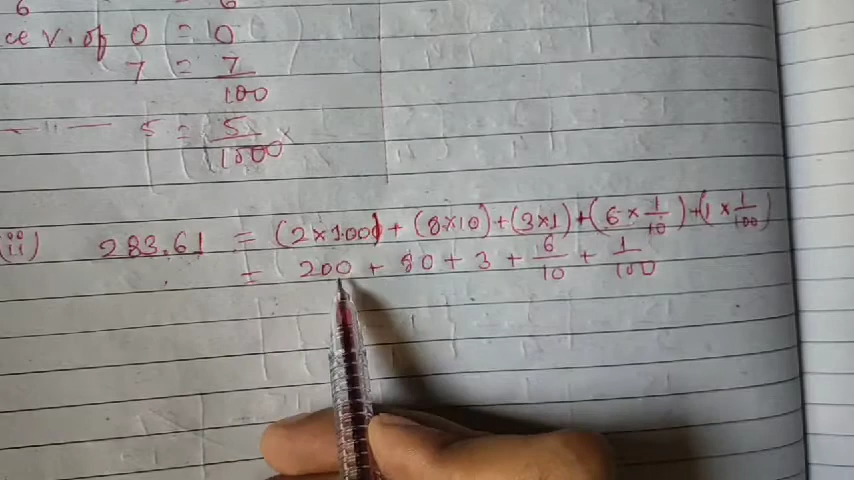 6 6
ce v. of 0 = 0
7 = 7/100
— " — 5 = 5/1000
(ii) 283.61 = (2×100) + (8×10) + (3×1) + (6 × 1/10) + (1 × 1/100)
= 200 + 80 + 3 + 6/10 + 1/100